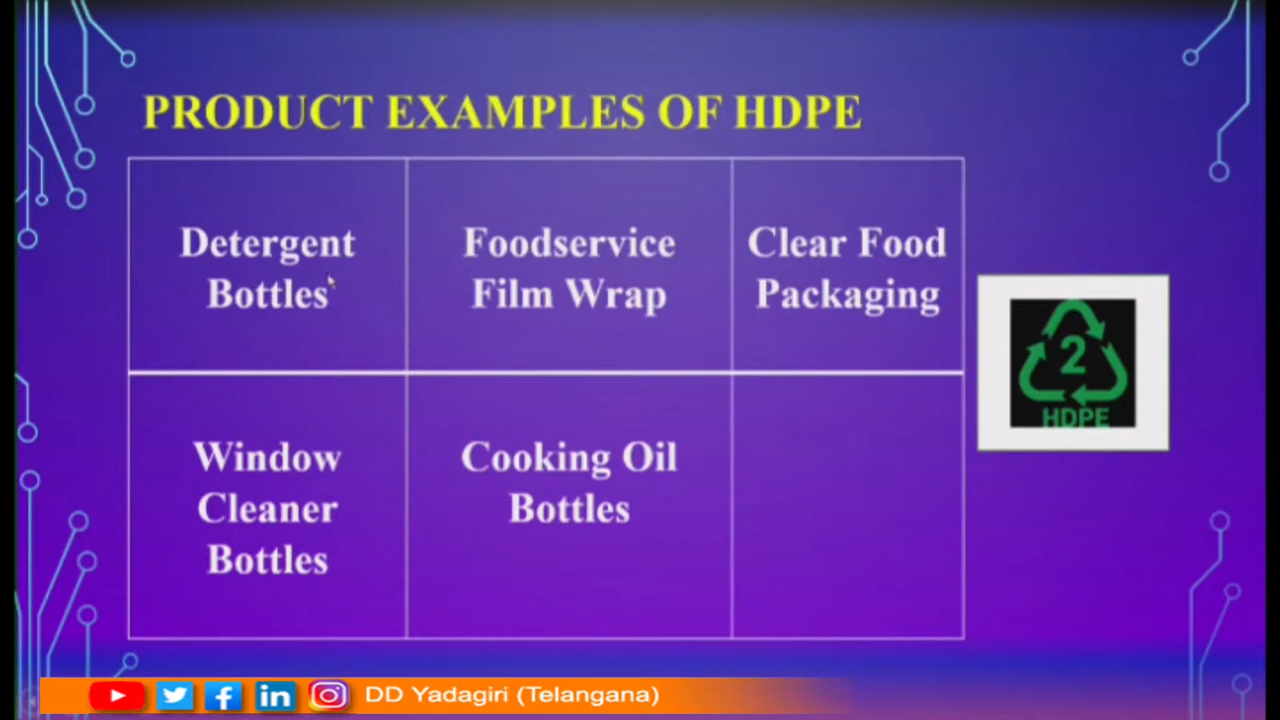 PRODUCT EXAMPLES OF HDPE
Detergent
Bottles
Foodservice
Film Wrap
Clear Food
Packaging
Window
Cleaner
Bottles
Cooking Oil
Bottles
2
HDPE
in
DD Yadagiri (Telangana)